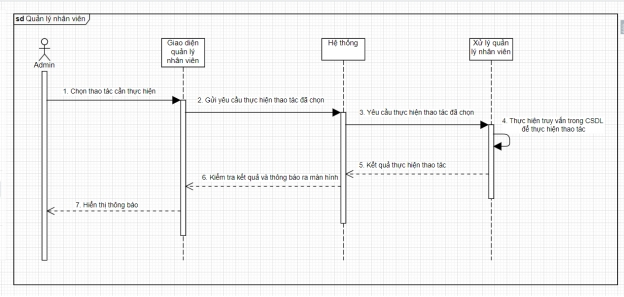 sd Quản lý nhân viên
Admin
Giao diện
quản lý
nhân viên
Hệ thống
Xử lý quản
lý nhân viên
1. Chọn thao tác cần thực hiện
2. Gửi yêu cầu thực hiện thao tác đã chọn
3. Yêu cầu thực hiện thao tác đã chọn
4. Thực hiện truy vấn trong CSDL
để thực hiện thao tác
5. Kết quả thực hiện thao tác
6. Kiểm tra kết quả và thông báo ra màn hình
7. Hiển thị thông báo